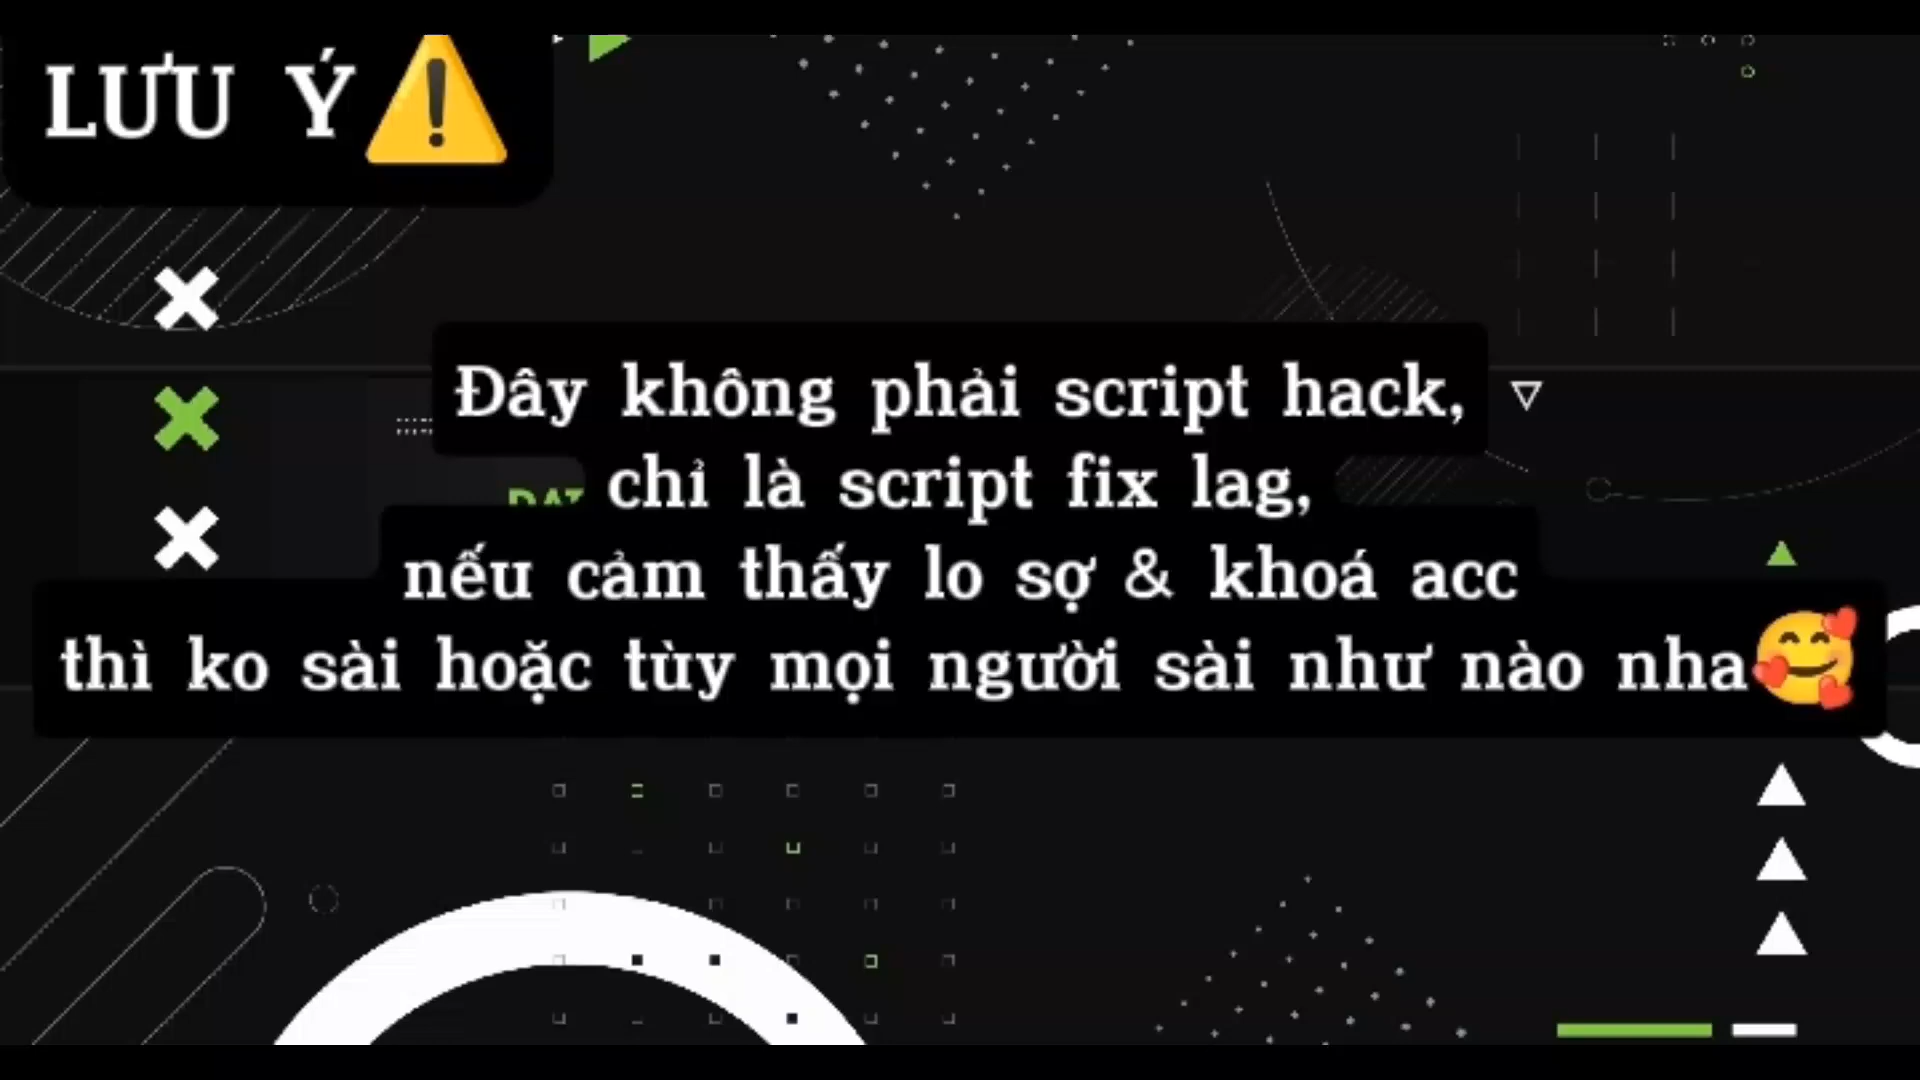 LƯU Ý⚠️
Đây không phải script hack,
chỉ là script fix lag,
nếu cảm thấy lo sợ & khoá acc
thì ko sài hoặc tùy mọi người sài như nào nha🥰